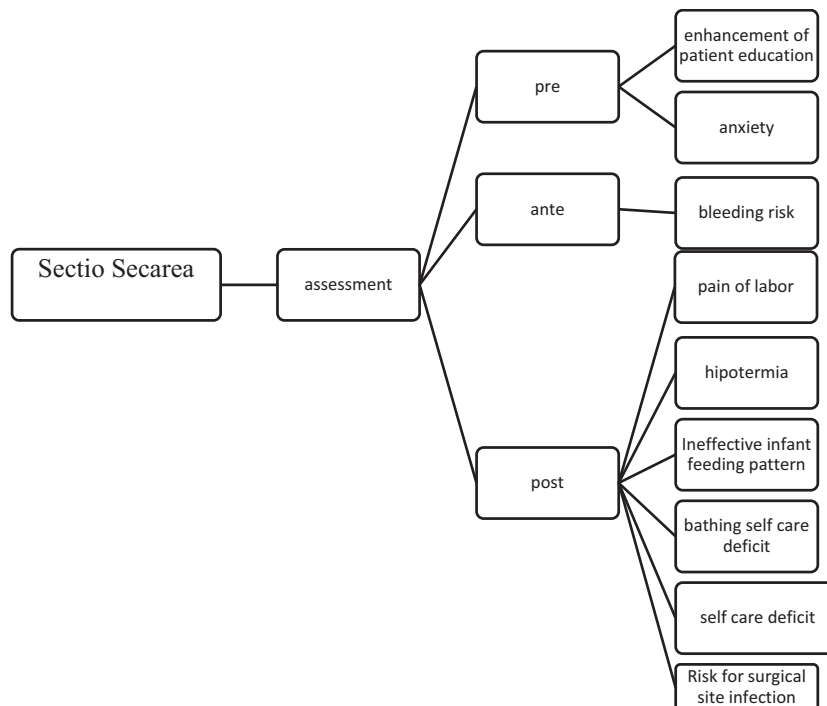 Sectio Secarea
assessment
pre
enhancement of
patient education
anxiety
ante
bleeding risk
post
pain of labor
hipotermia
Ineffective infant
feeding pattern
bathing self care
deficit
self care deficit
Risk for surgical
site infection